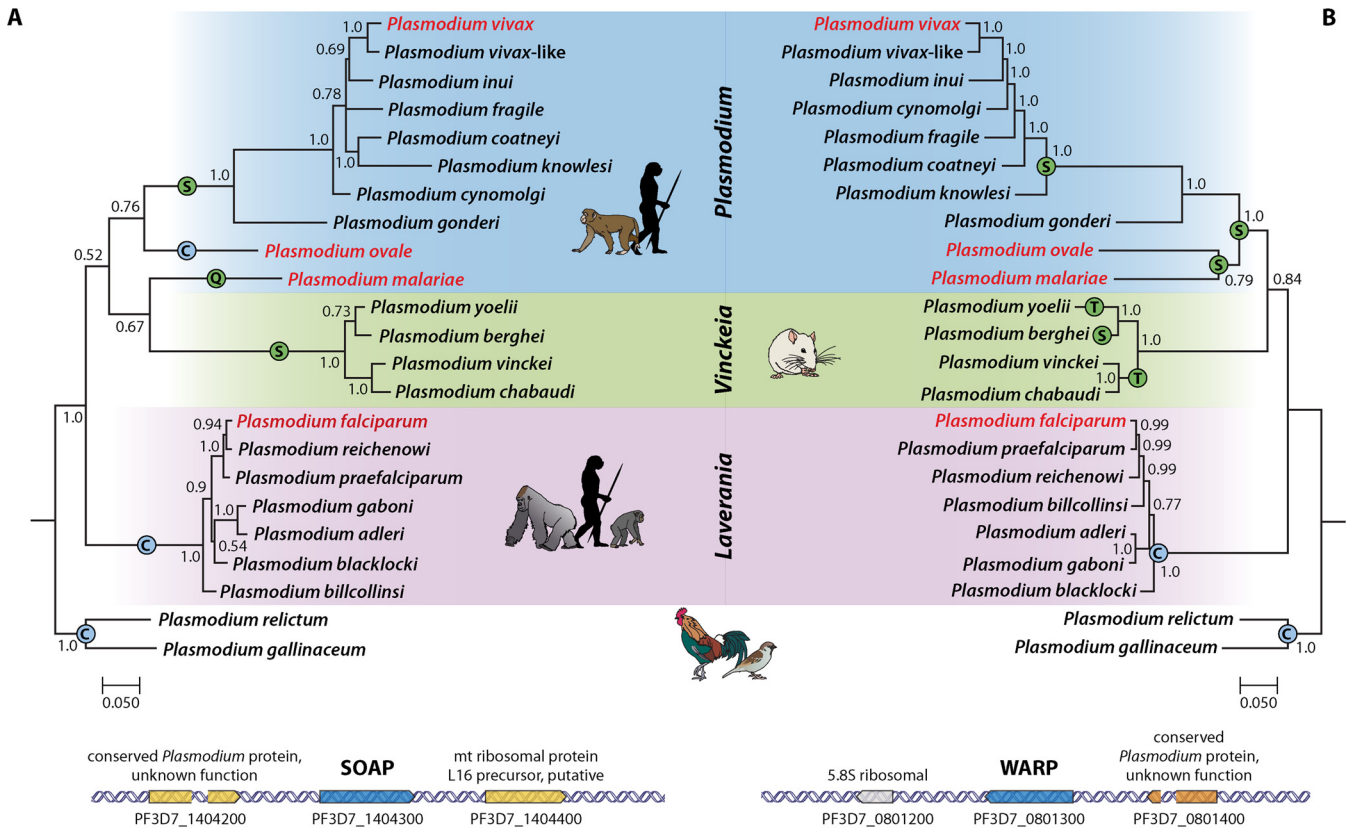 A
B
1.0
Plasmodium vivax
0.69
Plasmodium vivax-like
Plasmodium inui
0.78
Plasmodium fragile
1.0
Plasmodium coatneyi
1.0
Plasmodium knowlesi
Plasmodium cynomolgi
1.0
S
Plasmodium gonderi
0.76
C
Plasmodium ovale
0.52
Q
Plasmodium malariae
0.67
0.73
Plasmodium yoelii
Plasmodium berghei
S
1.0
Plasmodium vinckei
1.0
Plasmodium chabaudi
1.0
0.94
Plasmodium falciparum
1.0
Plasmodium reichenowi
Plasmodium praefalciparum
0.9
1.0
Plasmodium gaboni
Plasmodium adleri
0.54
C
1.0
Plasmodium blacklocki
Plasmodium billcollinsi
Plasmodium relictum
C
1.0
Plasmodium gallinaceum
0.050
Plasmodium
Vinckeia
Laverania
Plasmodium vivax
1.0
Plasmodium vivax-like
1.0
Plasmodium inui
1.0
Plasmodium cynomolgi
1.0
Plasmodium fragile
1.0
Plasmodium coatneyi
1.0
S
Plasmodium knowlesi
1.0
Plasmodium gonderi
1.0
S
Plasmodium ovale
S
Plasmodium malariae
0.79
0.84
Plasmodium yoelii
T
1.0
Plasmodium berghei
S
1.0
Plasmodium vinckei
1.0
T
Plasmodium chabaudi
Plasmodium falciparum
0.99
Plasmodium praefalciparum
0.99
Plasmodium reichenowi
0.99
Plasmodium billcollinsi
0.77
Plasmodium adleri
1.0
C
Plasmodium gaboni
1.0
Plasmodium blacklocki
Plasmodium relictum
C
Plasmodium gallinaceum
1.0
0.050
conserved Plasmodium protein,
unknown function
SOAP
mt ribosomal protein
L16 precursor, putative
PF3D7_1404200
PF3D7_1404300
PF3D7_1404400
5.8S ribosomal
WARP
conserved
Plasmodium protein,
unknown function
PF3D7_0801200
PF3D7_0801300
PF3D7_0801400